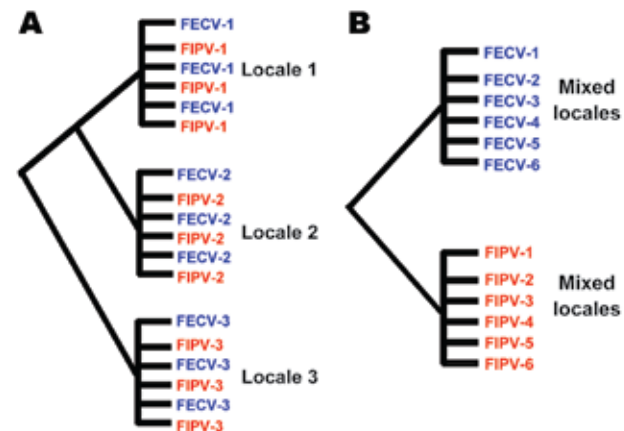 A
FECV-1
FIPV-1
FECV-1
FIPV-1
FECV-1
FIPV-1
Locale 1
FECV-2
FIPV-2
FECV-2
FIPV-2
FECV-2
FIPV-2
Locale 2
FECV-3
FIPV-3
FECV-3
FIPV-3
FECV-3
FIPV-3
Locale 3
B
FECV-1
FECV-2
FECV-3
FECV-4
FECV-5
FECV-6
Mixed
locales
FIPV-1
FIPV-2
FIPV-3
FIPV-4
FIPV-5
FIPV-6
Mixed
locales